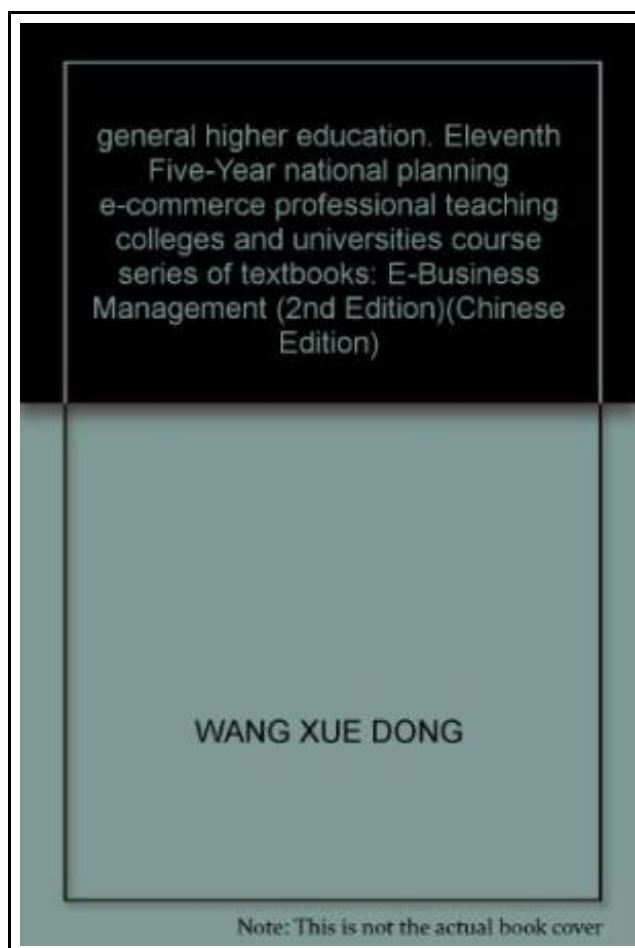 general higher education. Eleventh
Five-Year national planning
e-commerce professional teaching
colleges and universities course
series of textbooks: E-Business
Management (2nd Edition)(Chinese
Edition)
WANG XUE DONG
Note: This is not the actual book cover